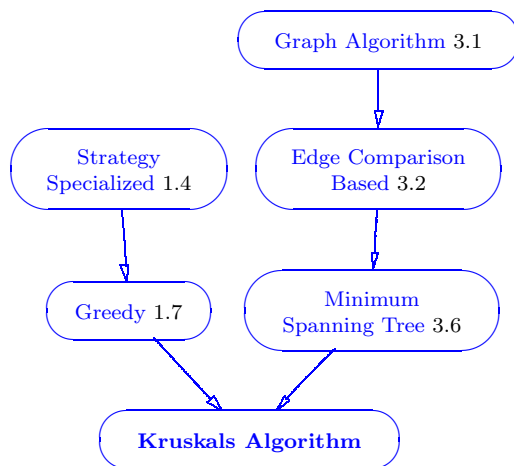 Graph Algorithm 3.1
Strategy
Specialized 1.4
Edge Comparison
Based 3.2
Greedy 1.7
Minimum
Spanning Tree 3.6
Kruskals Algorithm